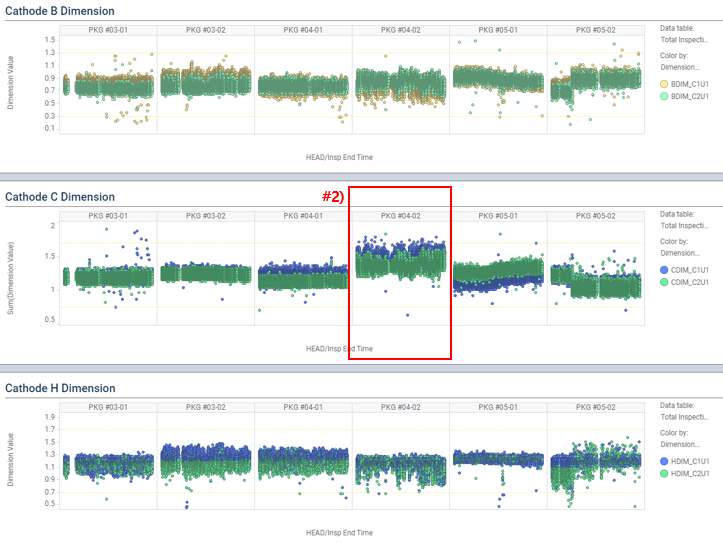 Cathode B Dimension
PKG #03-01 PKG #03-02 PKG #04-01 PKG #04-02 PKG #05-01 PKG #05-02
Dimension Value
1.5
1.3
1.1
0.9
0.7
0.5
0.3
0.1
HEAD/Insp End Time
Data table:
Total Inspecti...
Color by:
Dimension...
BDIM_C1U1
BDIM_C2U1
Cathode C Dimension
#2)
PKG #03-01 PKG #03-02 PKG #04-01 PKG #04-02 PKG #05-01 PKG #05-02
Sum(Dimension Value)
2
1.5
1
0.5
HEAD/Insp End Time
Data table:
Total Inspecti...
Color by:
Dimension...
CDIM_C1U1
CDIM_C2U1
Cathode H Dimension
PKG #03-01 PKG #03-02 PKG #04-01 PKG #04-02 PKG #05-01 PKG #05-02
Dimension Value
1.9
1.7
1.5
1.3
1.1
0.9
0.7
0.5
HEAD/Insp End Time
Data table:
Total Inspecti...
Color by:
Dimension...
HDIM_C1U1
HDIM_C2U1